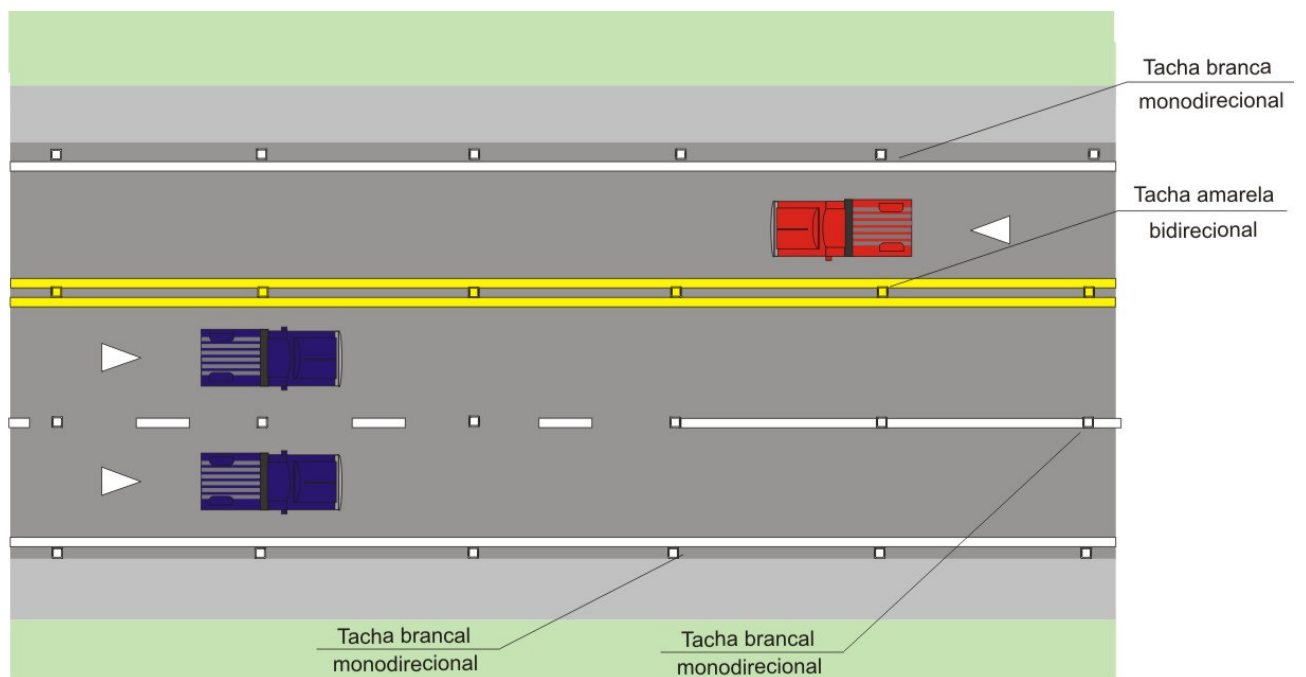 Tacha branca
monodirecional
Tacha amarela
bidirecional
Tacha brancal
monodirecional
Tacha brancal
monodirecional